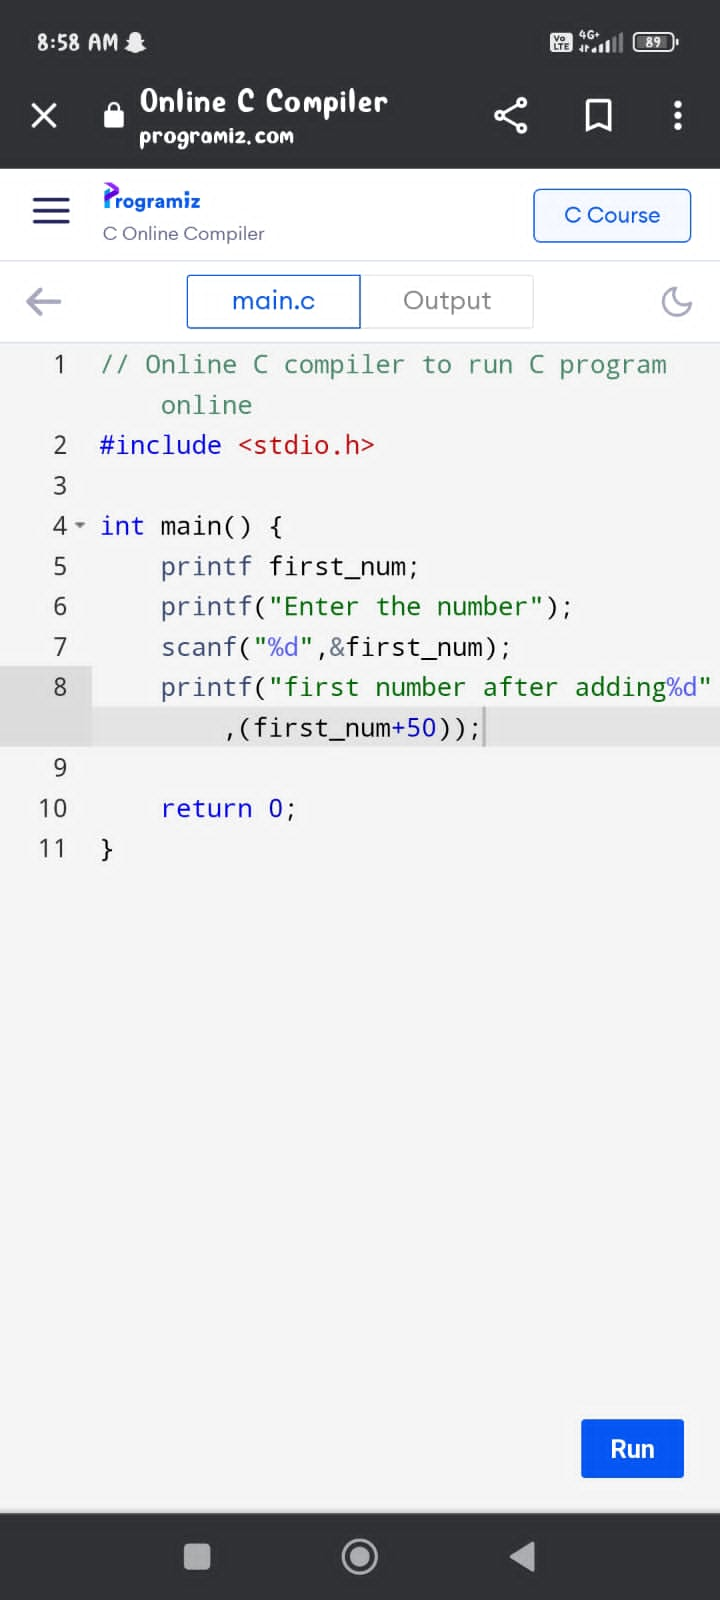 8:58 AM
Vo LTE 4G+ 89
Online C Compiler
programiz.com
Programiz
C Online Compiler
C Course
main.c
Output
1 // Online C compiler to run C program
online
2 #include <stdio.h>
3
4 int main() {
5 printf first_num;
6 printf("Enter the number");
7 scanf("%d",&first_num);
8 printf("first number after adding%d"
,(first_num+50));
9
10 return 0;
11 }
Run